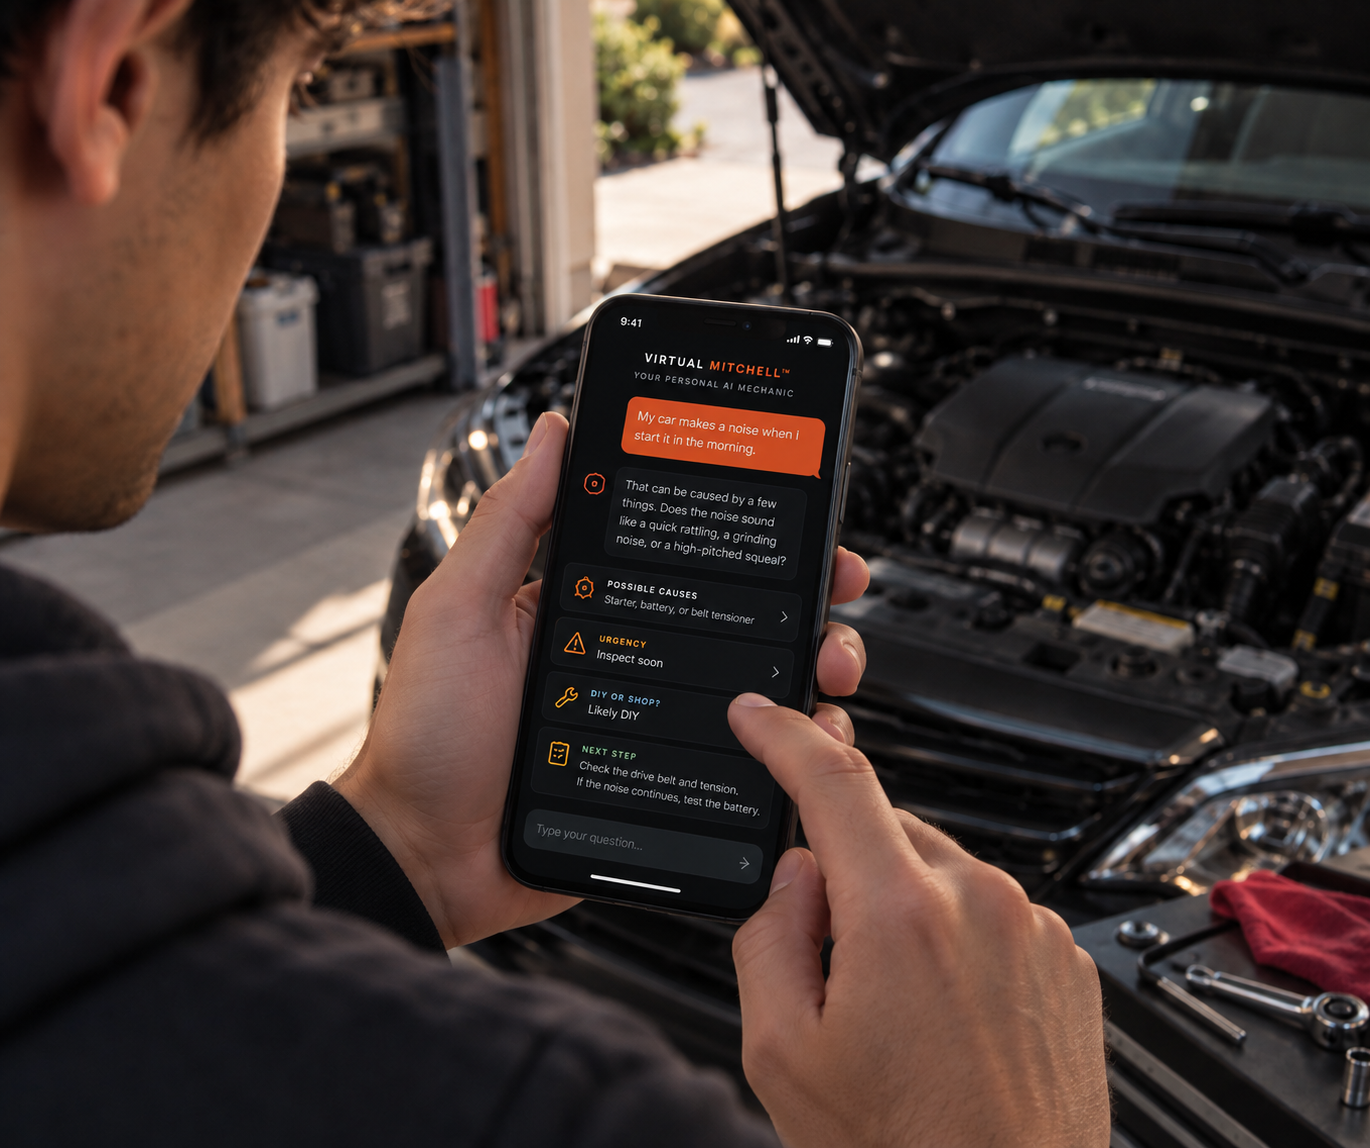 9:41
VIRTUAL MITCHELL™
YOUR PERSONAL AI MECHANIC
My car makes a noise when I
start it in the morning.
That can be caused by a few
things. Does the noise sound
like a quick rattling, a grinding
noise, or a high-pitched squeal?
POSSIBLE CAUSES
Starter, battery, or belt tensioner
URGENCY
Inspect soon
DIY OR SHOP?
Likely DIY
NEXT STEP
Check the drive belt and tension.
If the noise continues, test the battery.
Type your question...